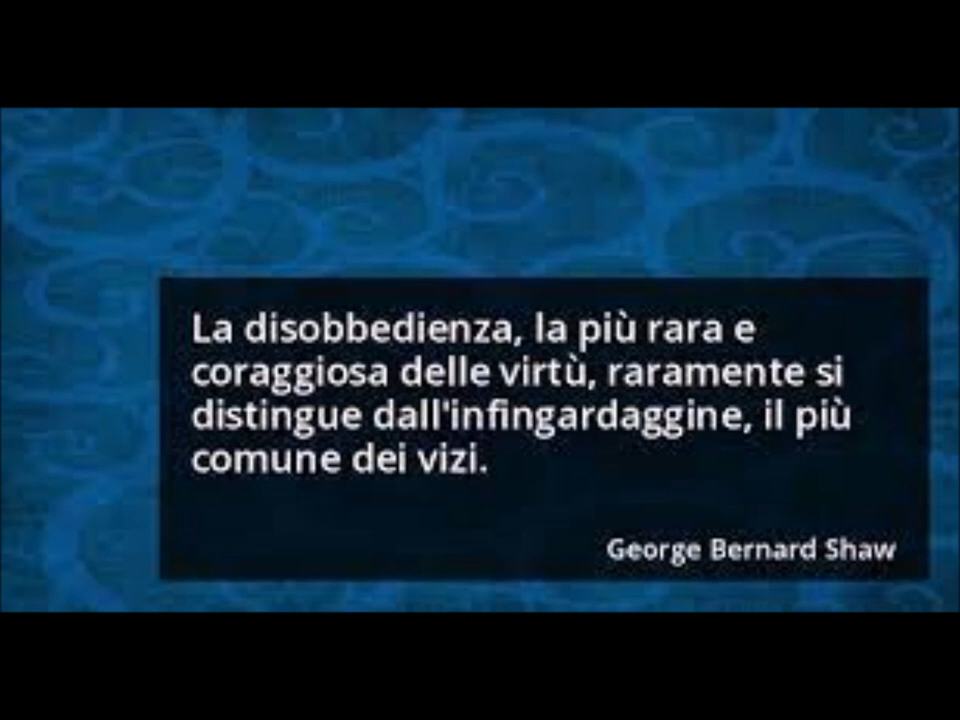 La disobbedienza, la più rara e
coraggiosa delle virtù, raramente si
distingue dall'infingardaggine, il più
comune dei vizi.
George Bernard Shaw